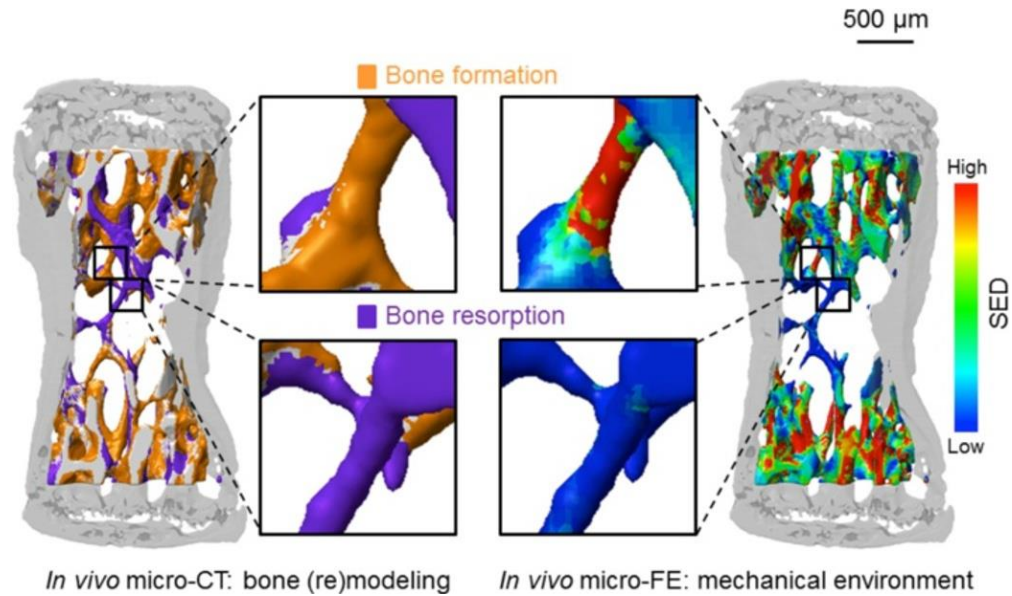 500 µm
Bone formation
High
SED
Bone resorption
Low
In vivo micro-CT: bone (re)modeling
In vivo micro-FE: mechanical environment